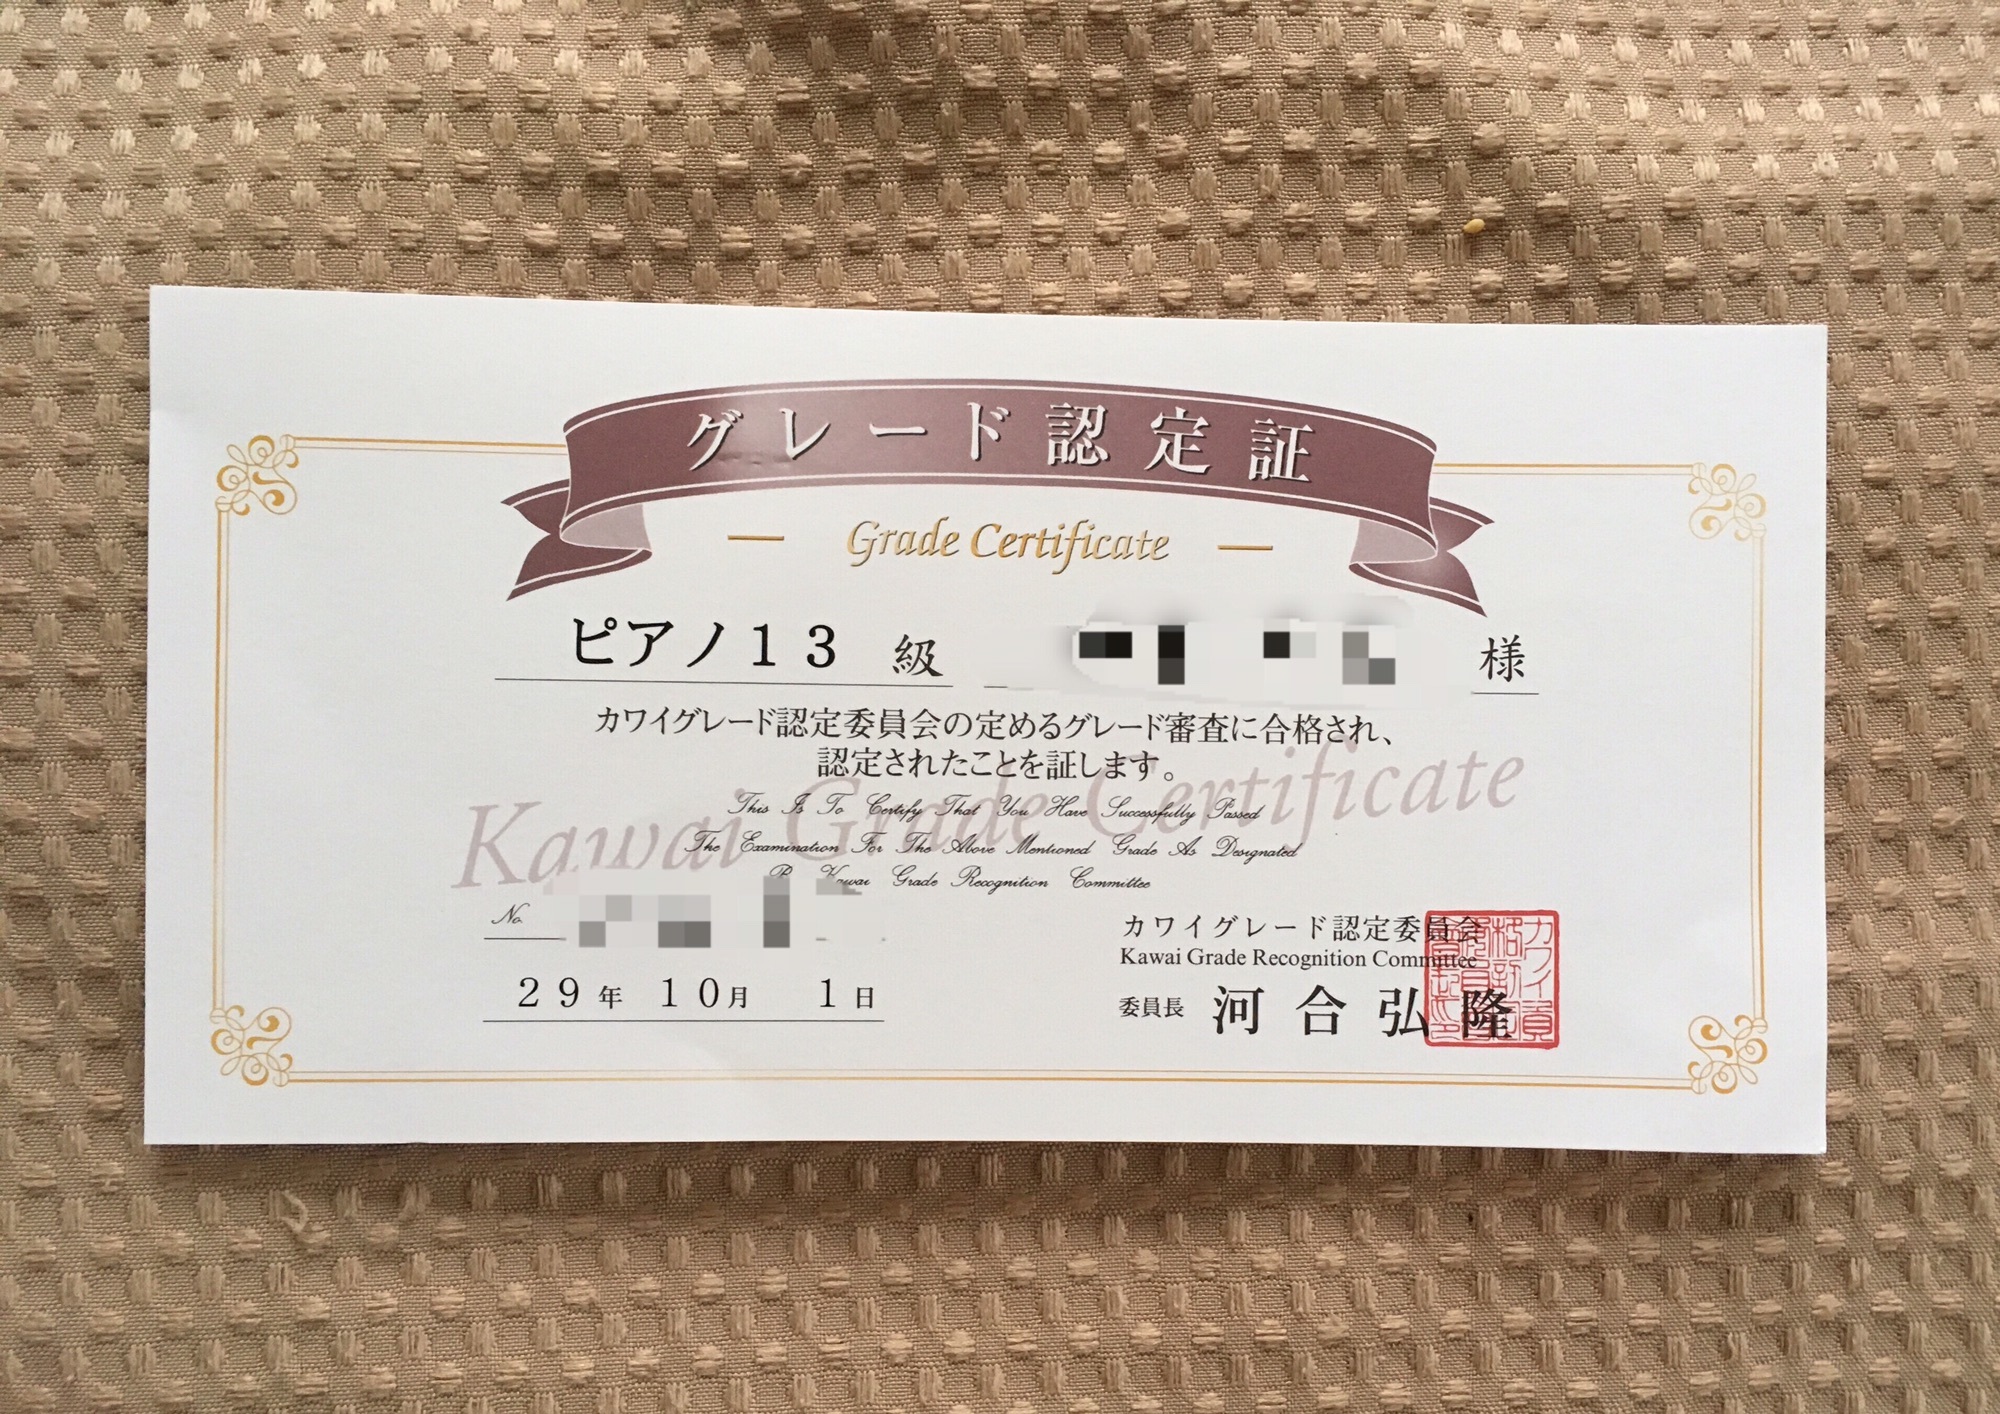 グレード認定証
Grade Certificate
ピアノ13 級 様
カワイグレード認定委員会の定めるグレード審査に合格され、
認定されたことを証します。
Kawai Grade Certificate
This Is To Certify That You Have Successfully Passed
The Examination For The Above Mentioned Grade As Designated
Kawai Grade Recognition Committee
No.
29年 10月 1日
カワイグレード認定委員会
Kawai Grade Recognition Committee
委員長 河合弘隆